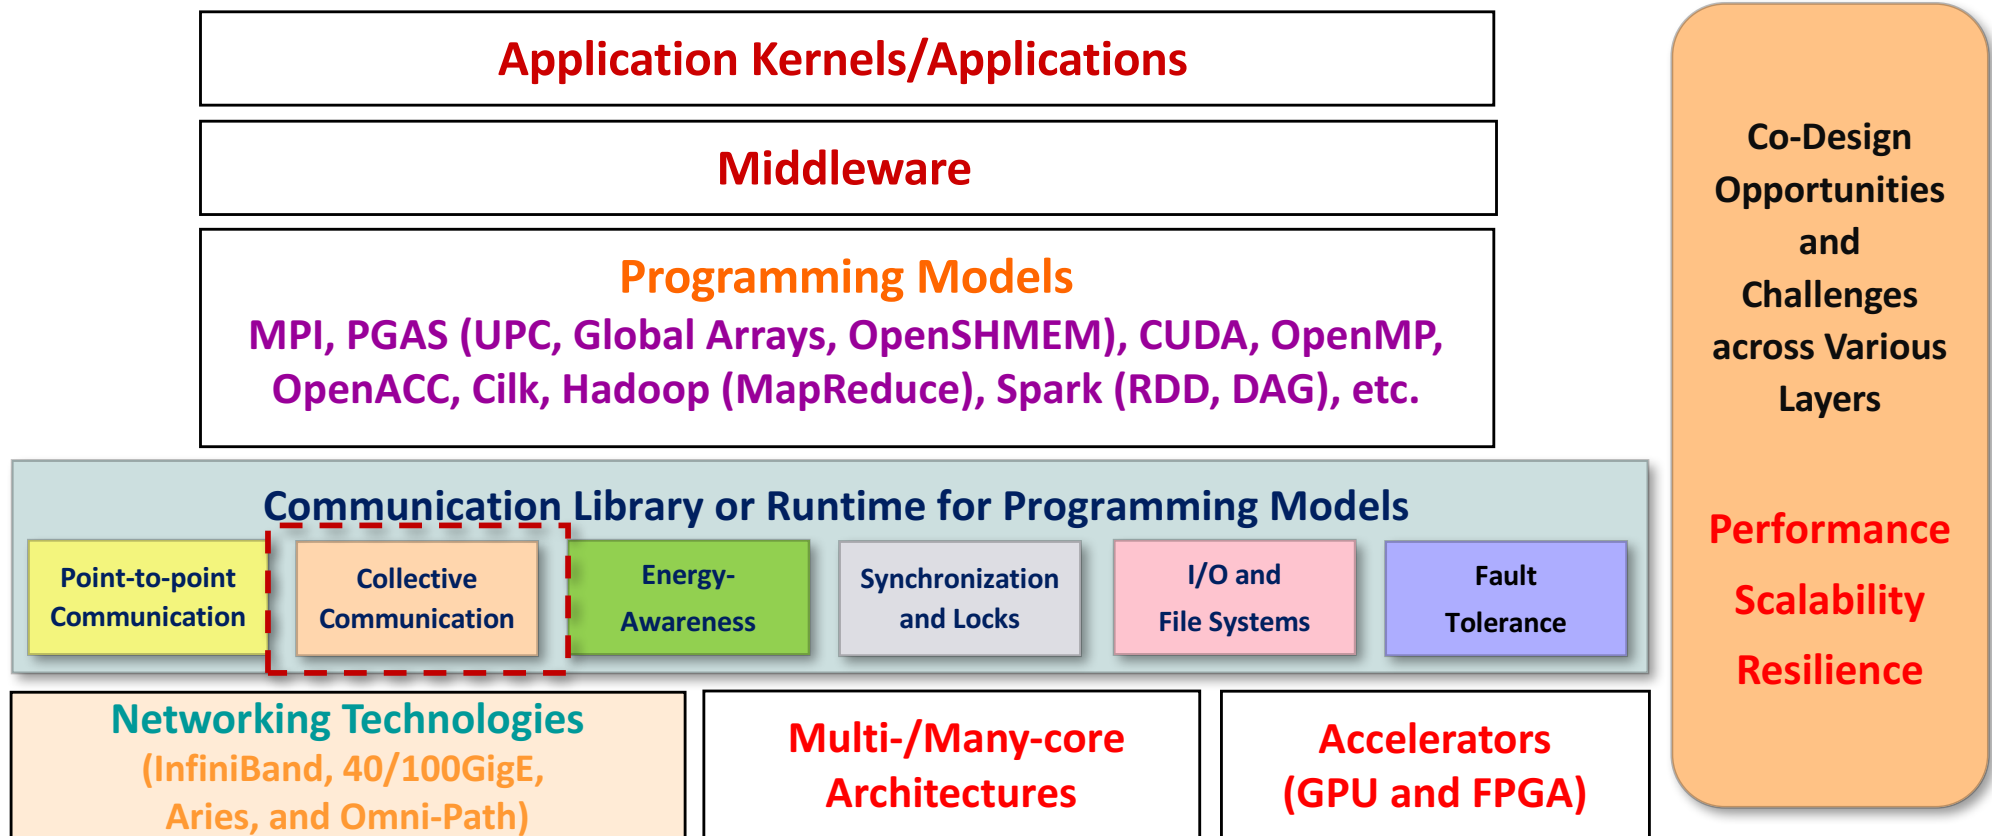 Application Kernels/Applications
Middleware
Programming Models
MPI, PGAS (UPC, Global Arrays, OpenSHMEM), CUDA, OpenMP,
OpenACC, Cilk, Hadoop (MapReduce), Spark (RDD, DAG), etc.
Communication Library or Runtime for Programming Models
Point-to-point
Communication
Collective
Communication
Energy-
Awareness
Synchronization
and Locks
I/O and
File Systems
Fault
Tolerance
Networking Technologies
(InfiniBand, 40/100GigE,
Aries, and Omni-Path)
Multi-/Many-core
Architectures
Accelerators
(GPU and FPGA)
Co-Design
Opportunities
and
Challenges
across Various
Layers
Performance
Scalability
Resilience